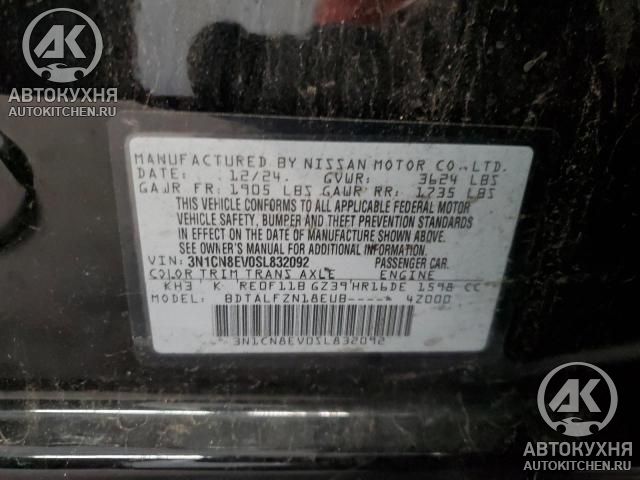 AK
АВТОКУХНЯ
AUTOKITCHEN.RU
MANUFACTURED BY NISSAN MOTOR CO.,LTD.
DATE: 12/24. GVWR: 3624 LBS
GAWR FR: 1905 LBS GAWR RR: 1735 LBS
THIS VEHICLE CONFORMS TO ALL APPLICABLE FEDERAL MOTOR
VEHICLE SAFETY, BUMPER AND THEFT PREVENTION STANDARDS
IN EFFECT ON THE DATE OF MANUFACTURE SHOWN ABOVE.
SEE OWNER'S MANUAL FOR ADDITIONAL INFORMATION.
VIN: 3N1CN8EV0SL832092 PASSENGER CAR.
COLOR TRIM TRANS AXLE ENGINE
KH3 K RE0F11B GZ39 HR16DE 1598 CC
MODEL: BDTALFZN18EUB----* 4Z000
3N1CN8EV0SL832092
AK
АВТОКУХНЯ
AUTOKITCHEN.RU